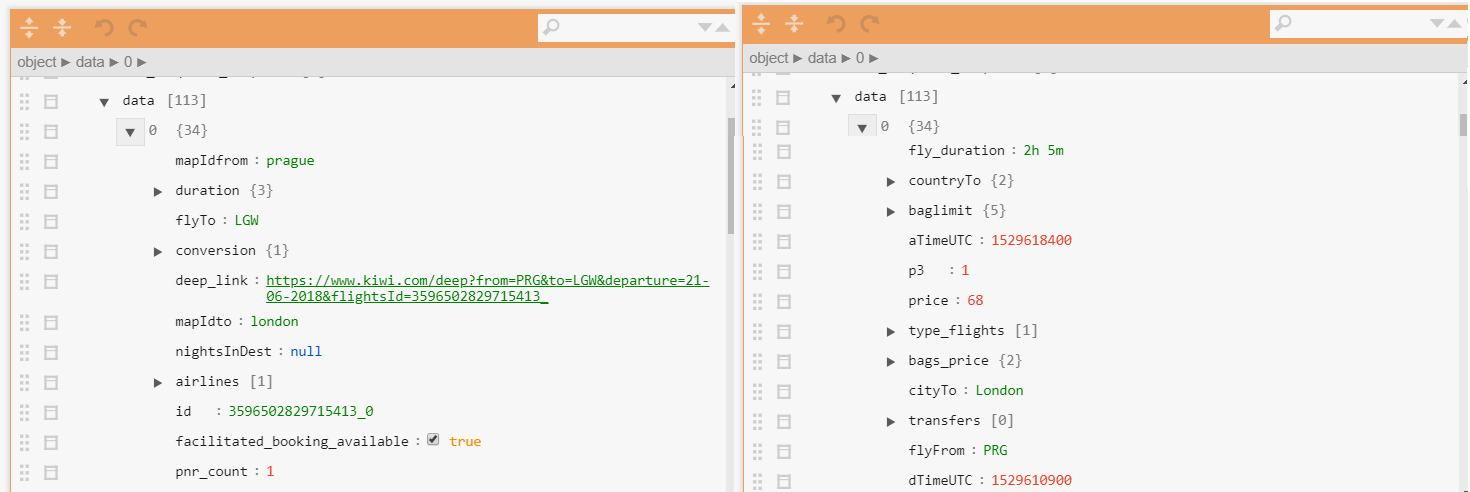 object ▶ data ▶ 0 ▶
data [113]
0 {34}
mapIdfrom : prague
duration {3}
flyTo : LGW
conversion {1}
deep_link : https://www.kiwi.com/deep?from=PRG&to=LGW&departure=21-
06-2018&flightsId=3596502829715413_
mapIdto : london
nightsInDest : null
airlines [1]
id : 3596502829715413_0
facilitated_booking_available : true
pnr_count : 1
object ▶ data ▶ 0 ▶
data [113]
0 {34}
fly_duration : 2h 5m
countryTo {2}
baglimit {5}
aTimeUTC : 1529618400
p3 : 1
price : 68
type_flights [1]
bags_price {2}
cityTo : London
transfers [0]
flyFrom : PRG
dTimeUTC : 1529610900